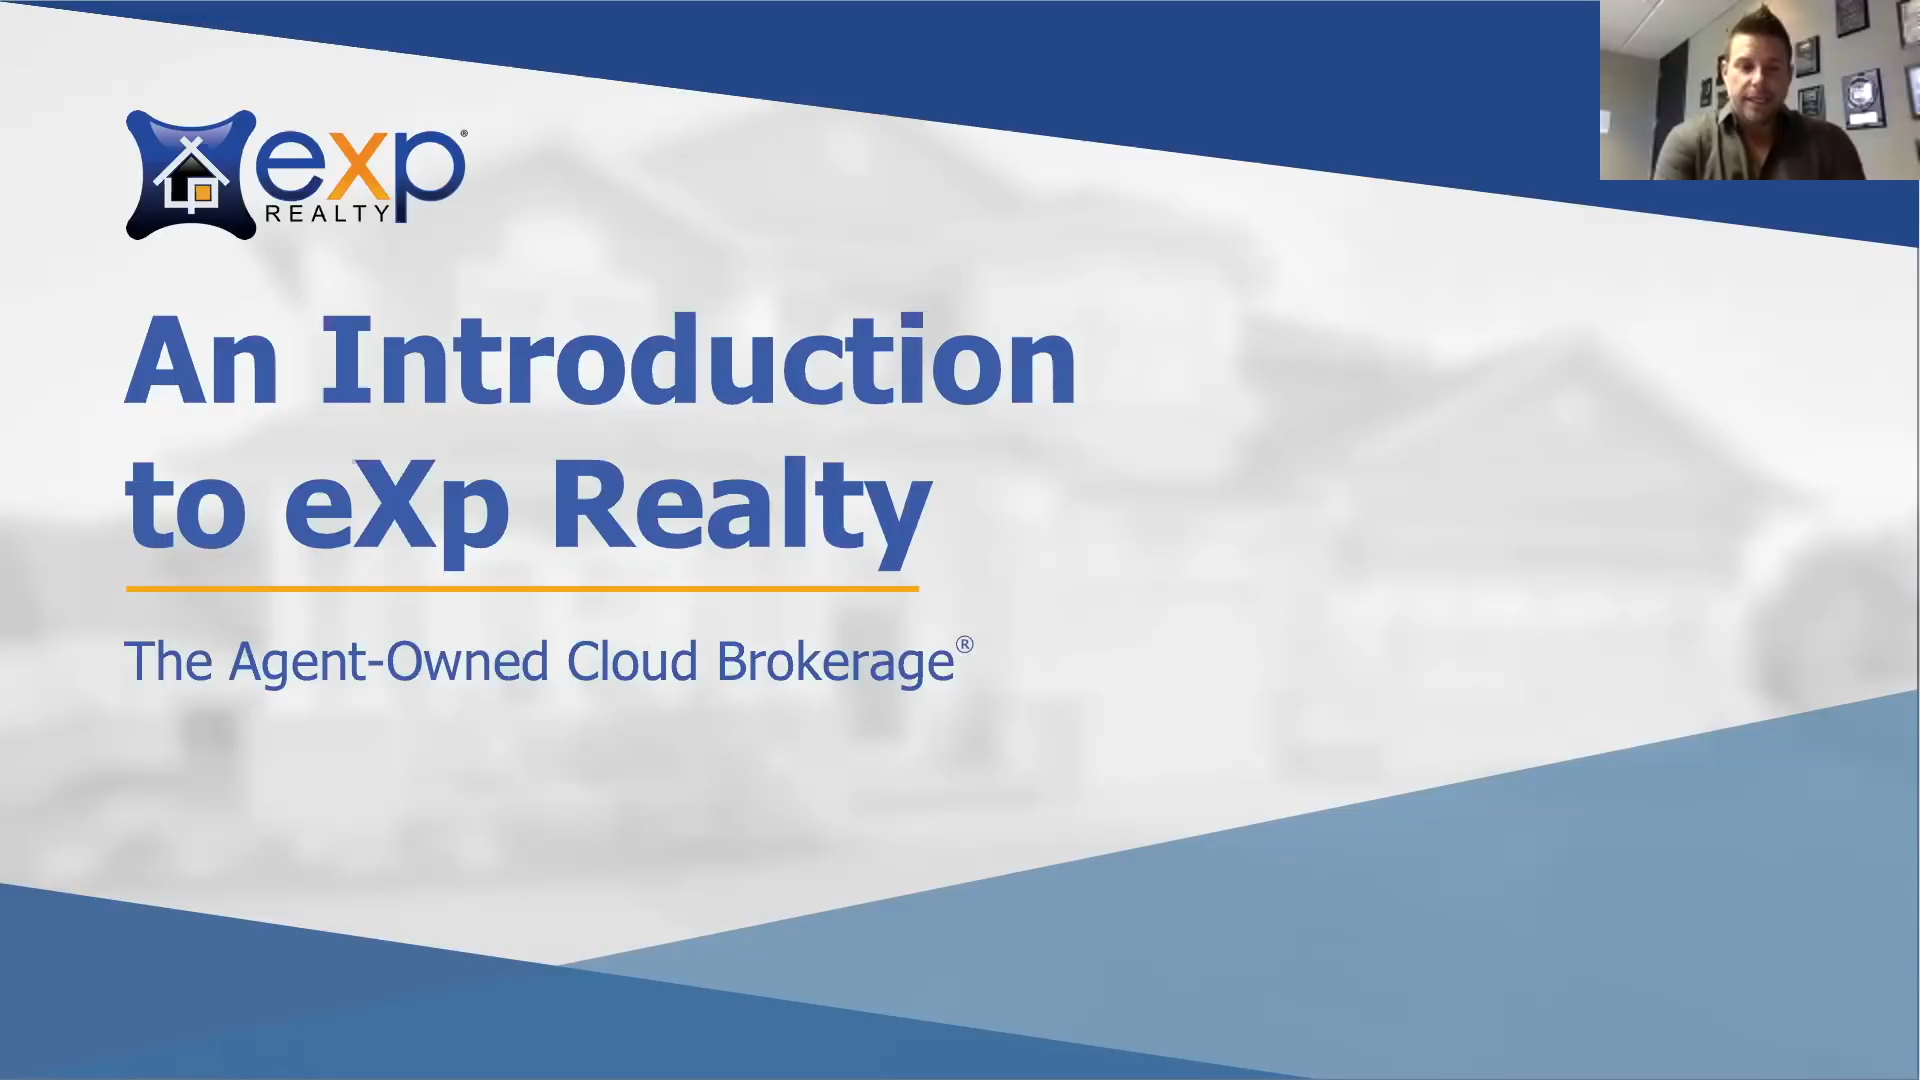 exp®
REALTY
An Introduction
to eXp Realty
The Agent-Owned Cloud Brokerage®